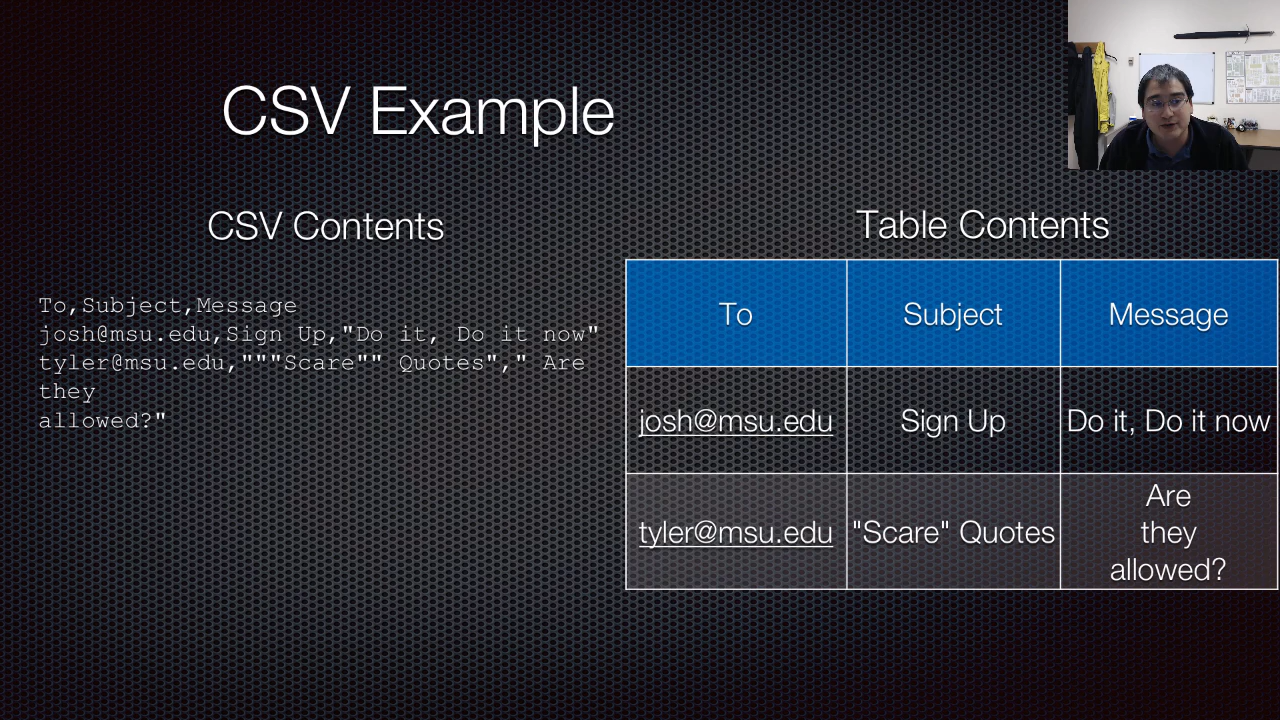 CSV Example
CSV Contents
To,Subject,Message
josh@msu.edu,Sign Up,"Do it, Do it now"
tyler@msu.edu,"""Scare"" Quotes"," Are
they
allowed?"
Table Contents
To Subject Message
josh@msu.edu Sign Up Do it, Do it now
tyler@msu.edu "Scare" Quotes Are
they
allowed?